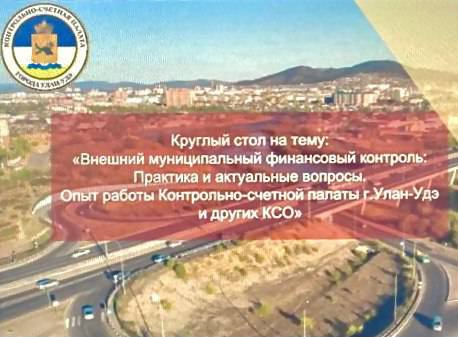 КОНТРОЛЬНО-СЧЕТНАЯ ПАЛАТА
ГОРОДА УЛАН-УДЭ
Круглый стол на тему:
«Внешний муниципальный финансовый контроль:
Практика и актуальные вопросы.
Опыт работы Контрольно-счетной палаты г.Улан-Удэ
и других КСО»